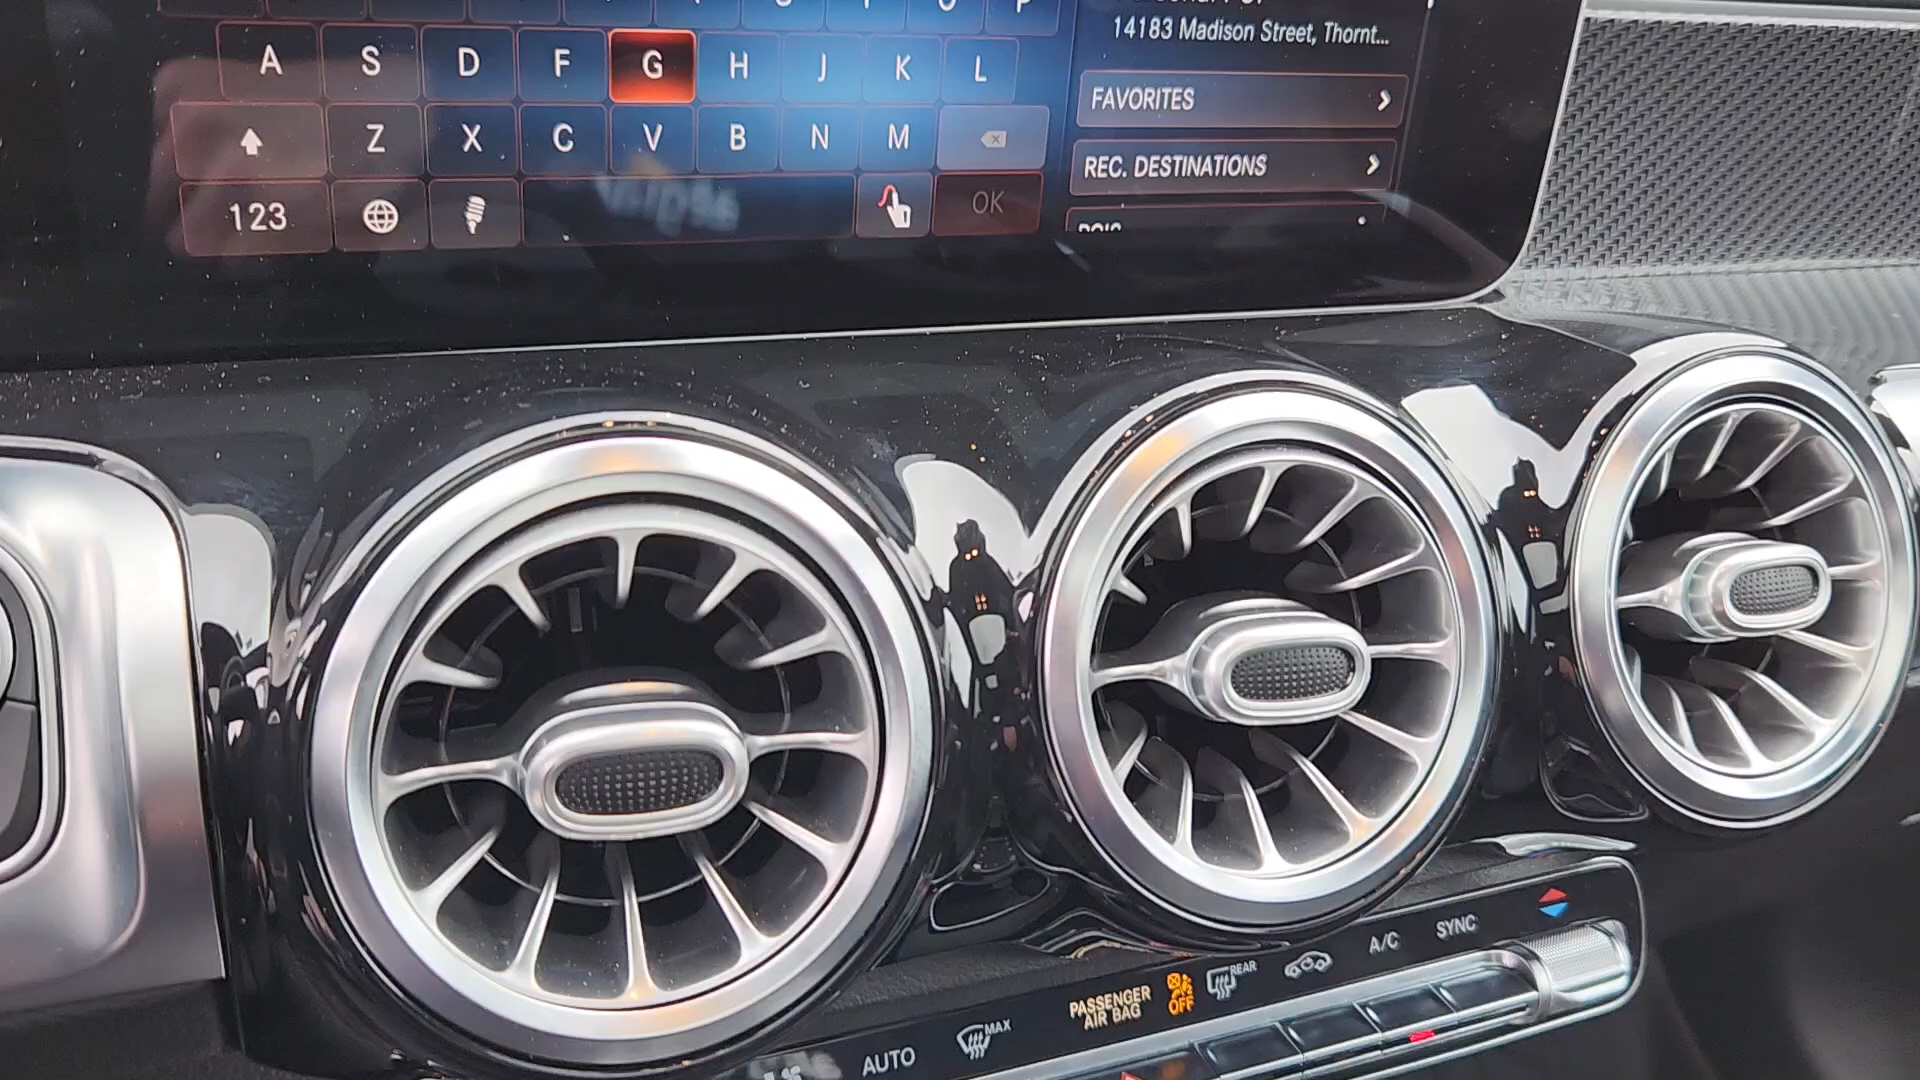 14183 Madison Street, Thornt...
A S D F G H J K L
FAVORITES
Z X C V B N M
REC. DESTINATIONS
123
OK
AUTO
MAX
PASSENGER
AIR BAG
OFF
REAR
A/C
SYNC